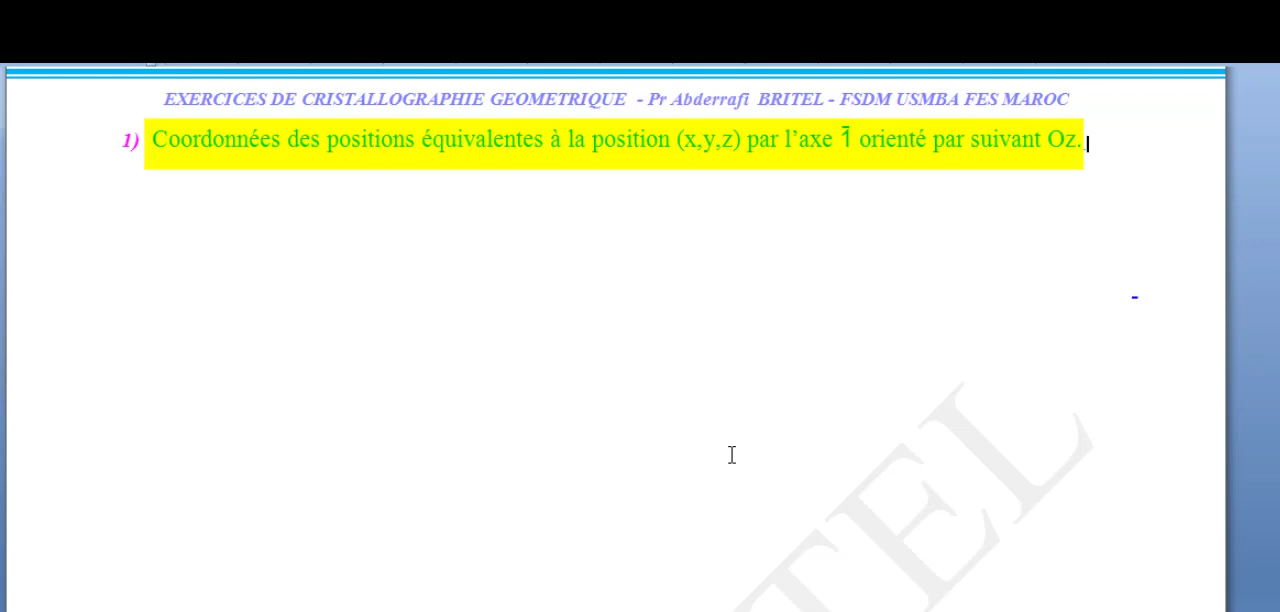 EXERCICES DE CRISTALLOGRAPHIE GEOMETRIQUE - Pr Abderrafi BRITEL - FSDM USMBA FES MAROC
1) Coordonnées des positions équivalentes à la position (x,y,z) par l’axe 1̄ orienté par suivant Oz.
-
TEL